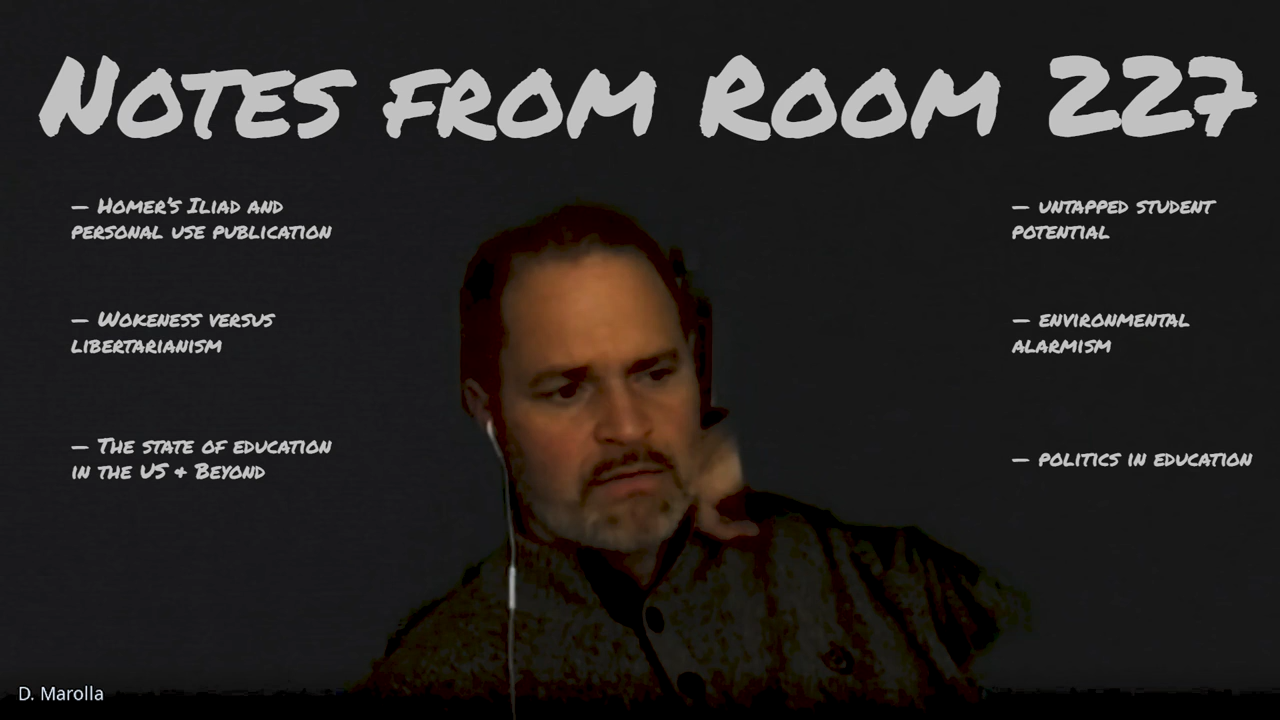 Notes from Room 227
— Homer's Iliad and
personal use publication
— Wokeness versus
libertarianism
— The state of education
in the US + Beyond
— untapped student
potential
— environmental
alarmism
— politics in education
D. Marolla